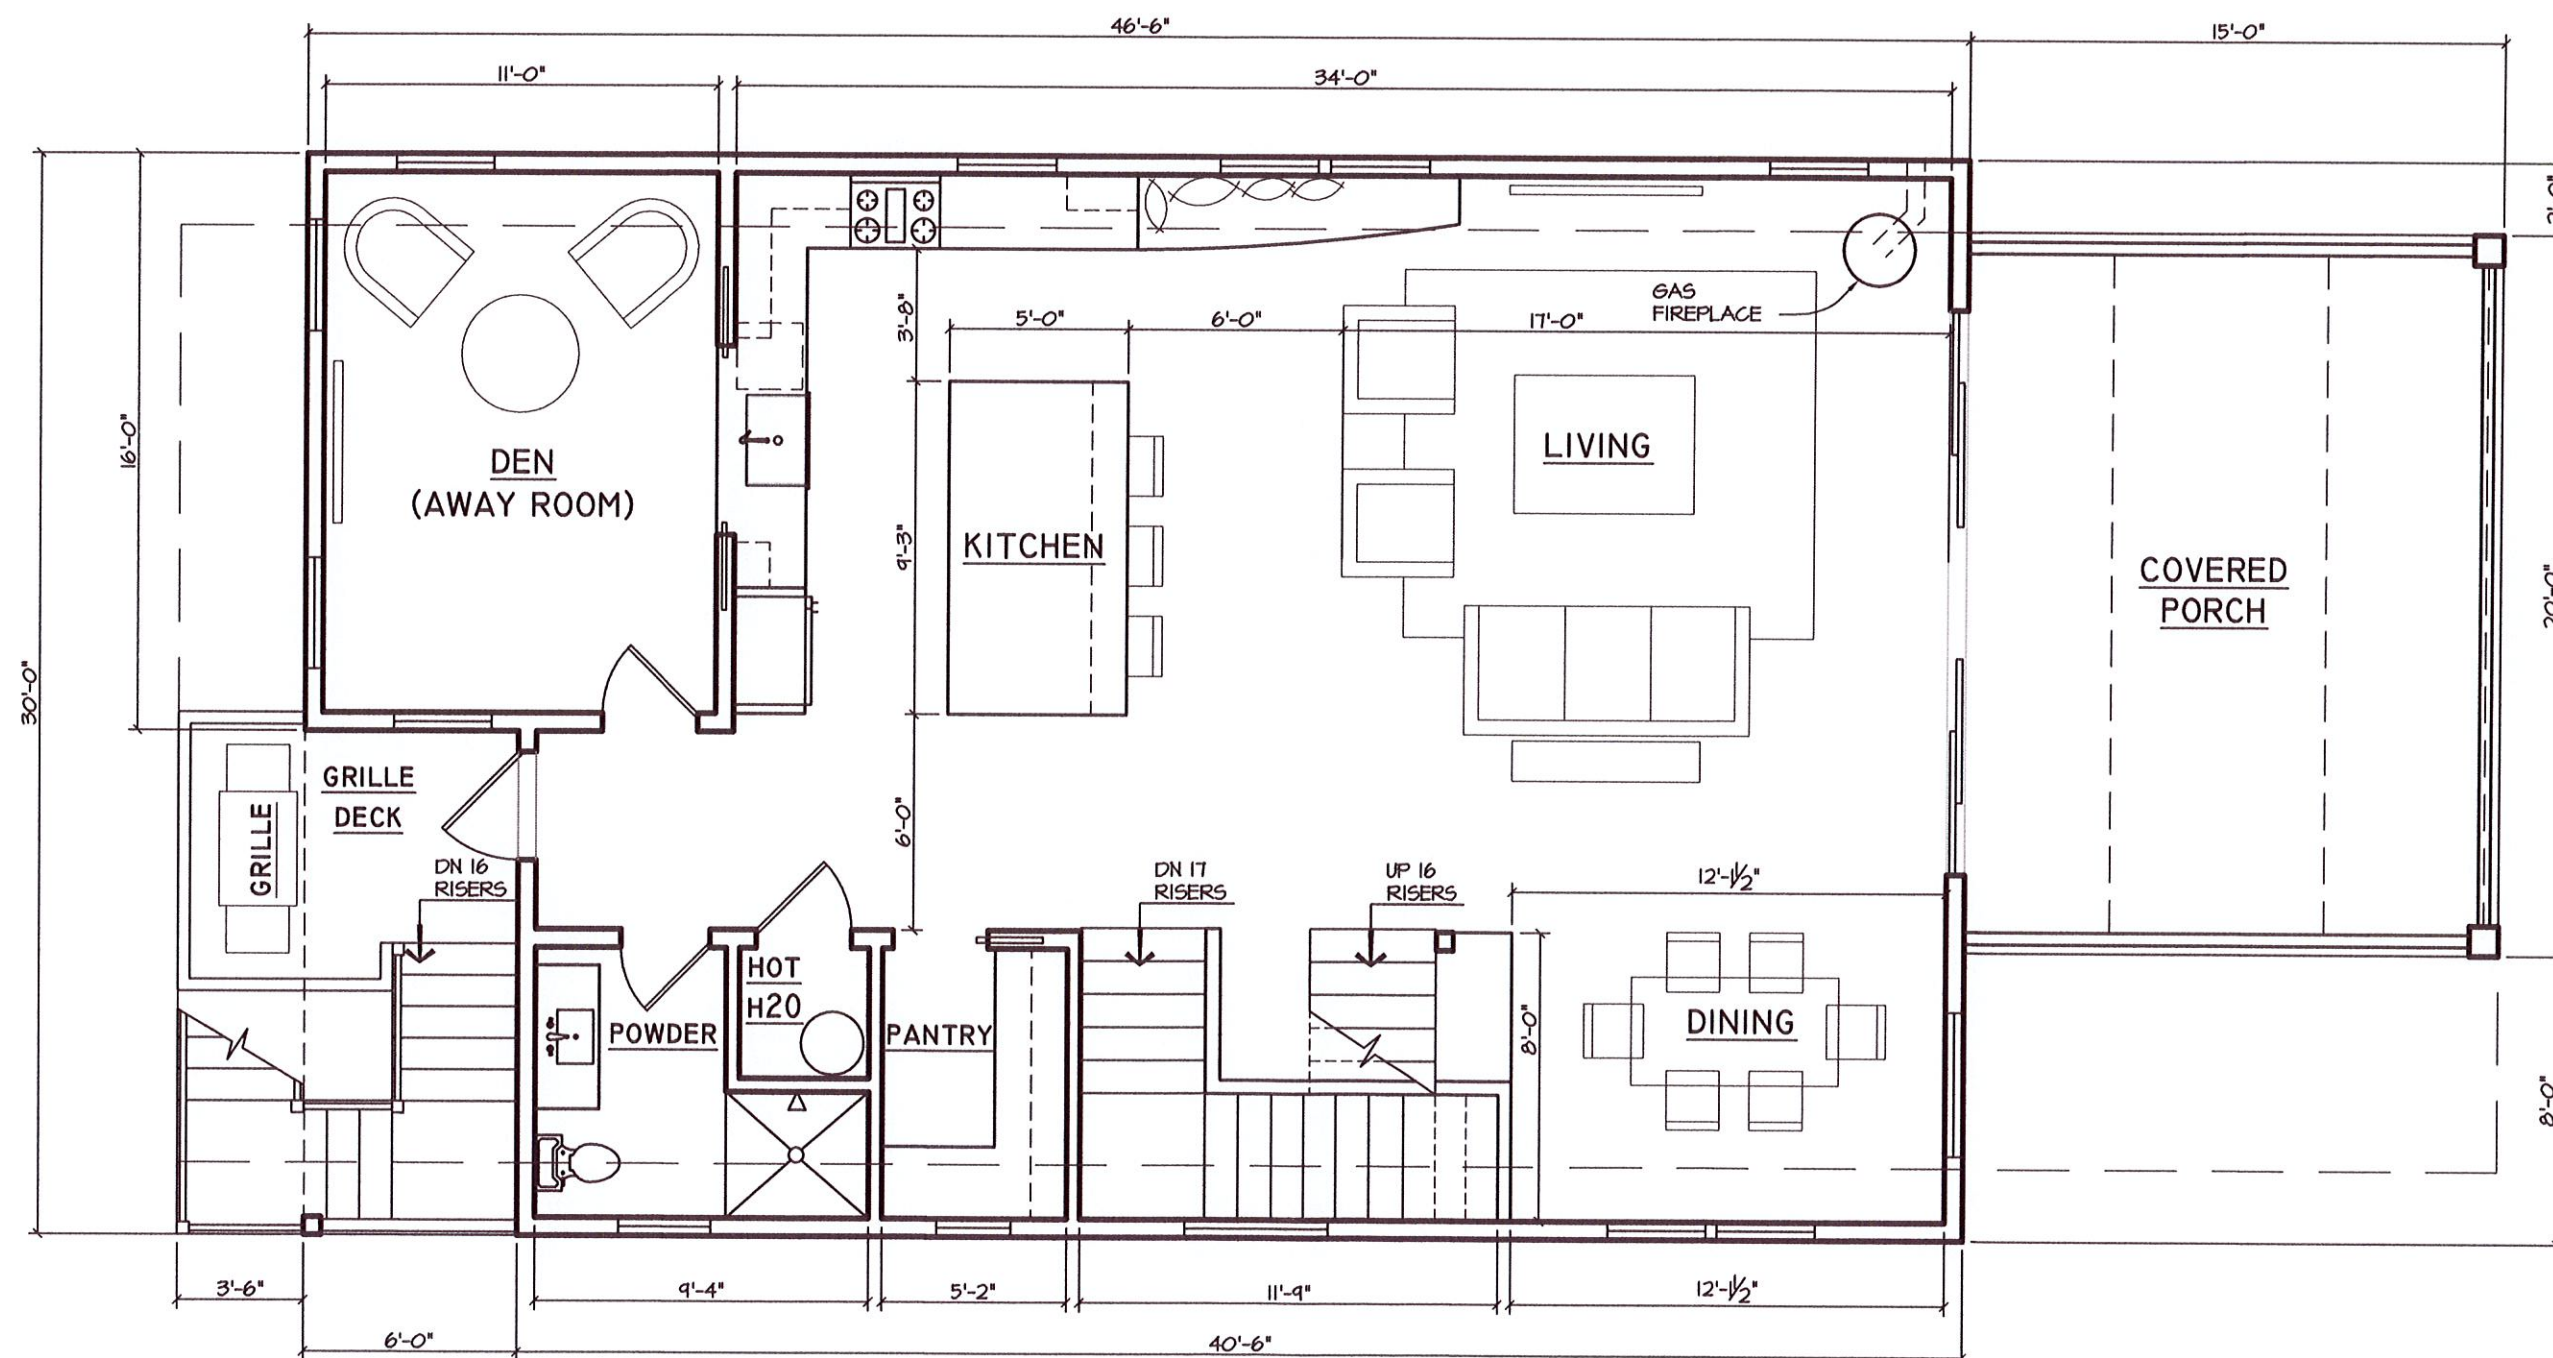 46'-6"
15'-0"
11'-0"
34'-0"
GAS
FIREPLACE
3'-8"
5'-0"
6'-0"
17'-0"
16'-0"
DEN
(AWAY ROOM)
LIVING
9'-3"
KITCHEN
COVERED
PORCH
20'-0"
30'-0"
GRILLE
DECK
GRILLE
6'-0"
DN 16
RISERS
DN 17
RISERS
UP 16
RISERS
12'-1½"
HOT
H20
POWDER
PANTRY
8'-0"
DINING
8'-0"
3'-6"
9'-4"
5'-2"
11'-9"
12'-1½"
6'-0"
40'-6"